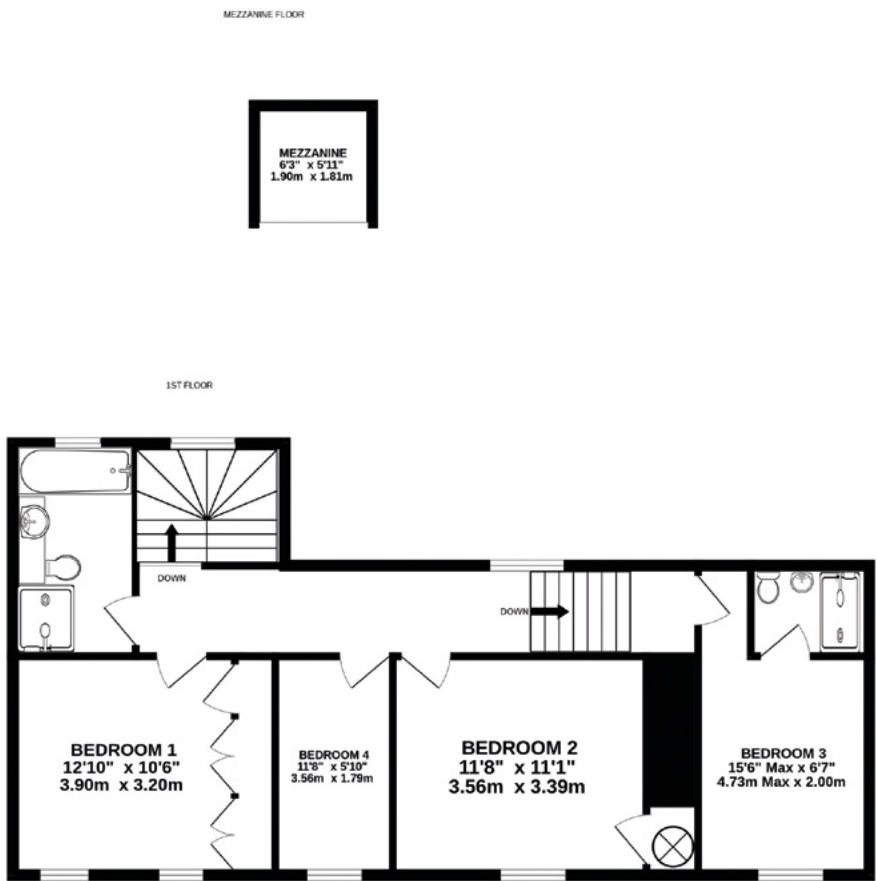 MEZZANINE FLOOR
MEZZANINE
6'3" x 5'11"
1.90m x 1.81m
1ST FLOOR
DOWN
DOWN
BEDROOM 1
12'10" x 10'6"
3.90m x 3.20m
BEDROOM 4
11'8" x 5'10"
3.56m x 1.79m
BEDROOM 2
11'8" x 11'1"
3.56m x 3.39m
BEDROOM 3
15'6" Max x 6'7"
4.73m Max x 2.00m